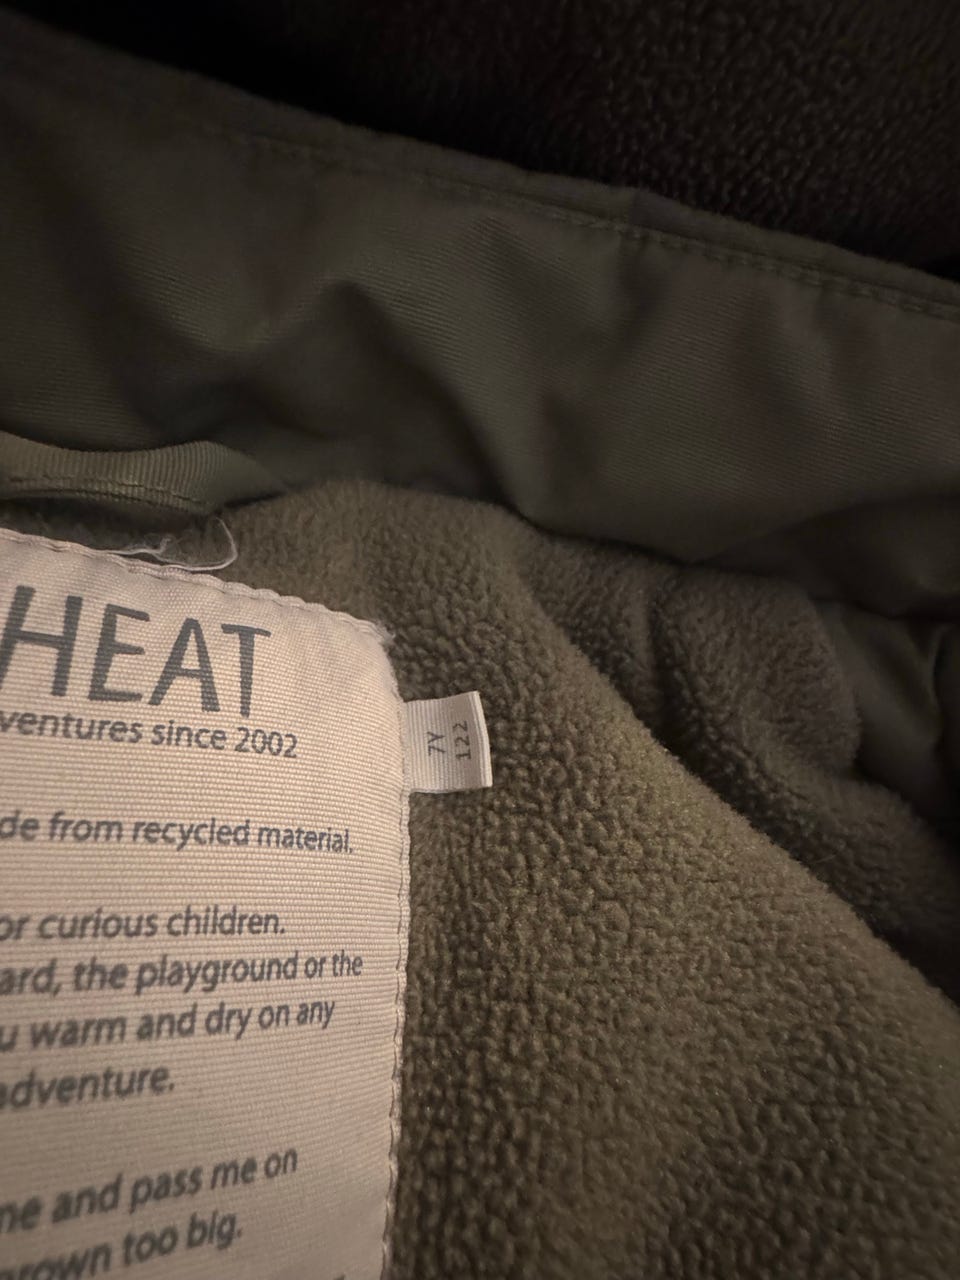 HEAT
ventures since 2002
7Y
122
de from recycled material.
or curious children.
ard, the playground or the
u warm and dry on any
adventure.
me and pass me on
rown too big.